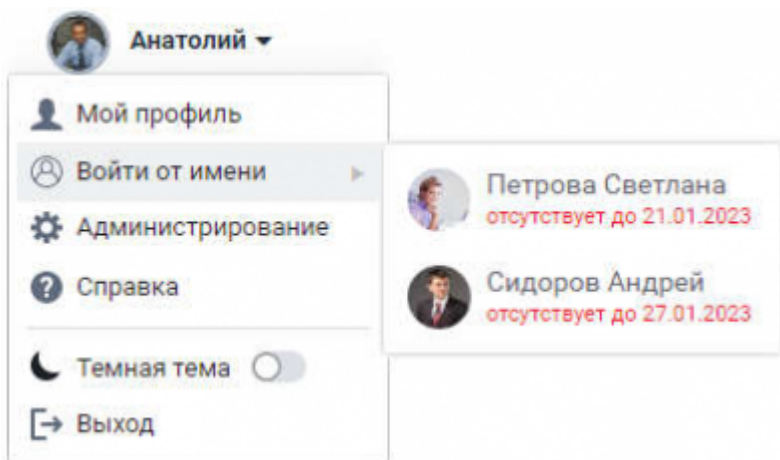 Анатолий
Мой профиль
Войти от имени
Петрова Светлана
отсутствует до 21.01.2023
Администрирование
Справка
Сидоров Андрей
отсутствует до 27.01.2023
Темная тема
Выход